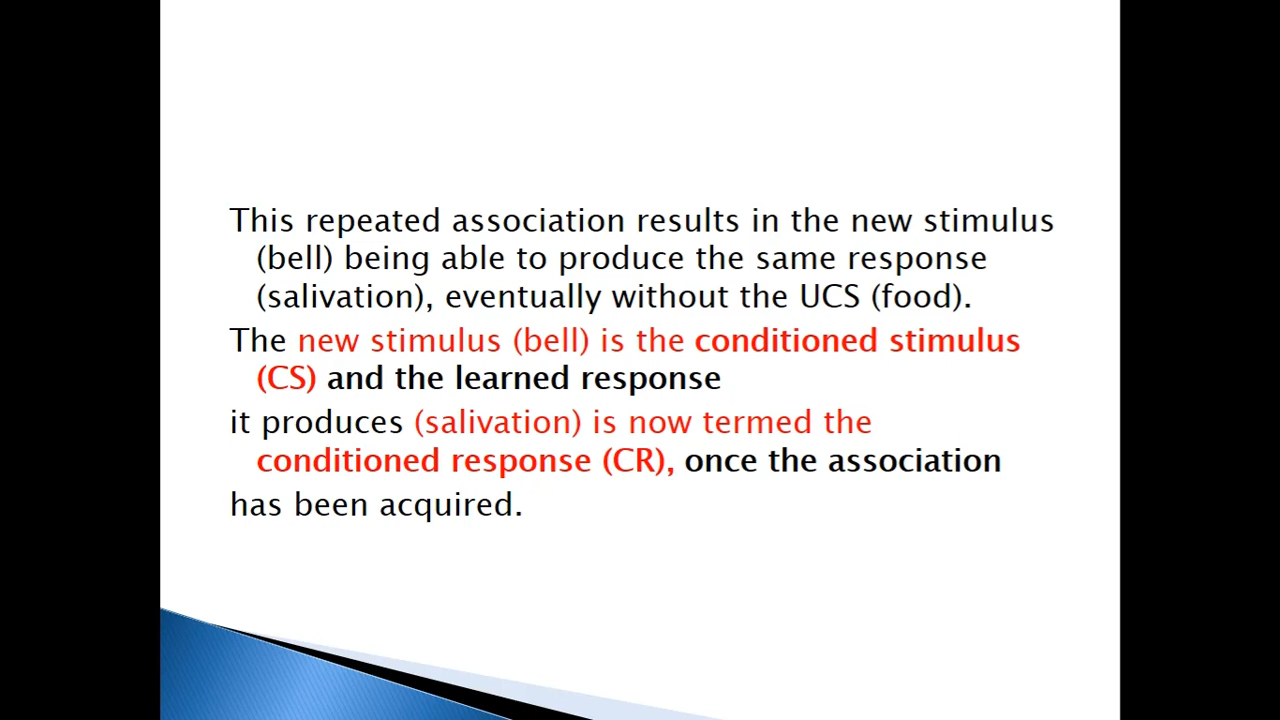 This repeated association results in the new stimulus
(bell) being able to produce the same response
(salivation), eventually without the UCS (food).
The new stimulus (bell) is the conditioned stimulus
(CS) and the learned response
it produces (salivation) is now termed the
conditioned response (CR), once the association
has been acquired.